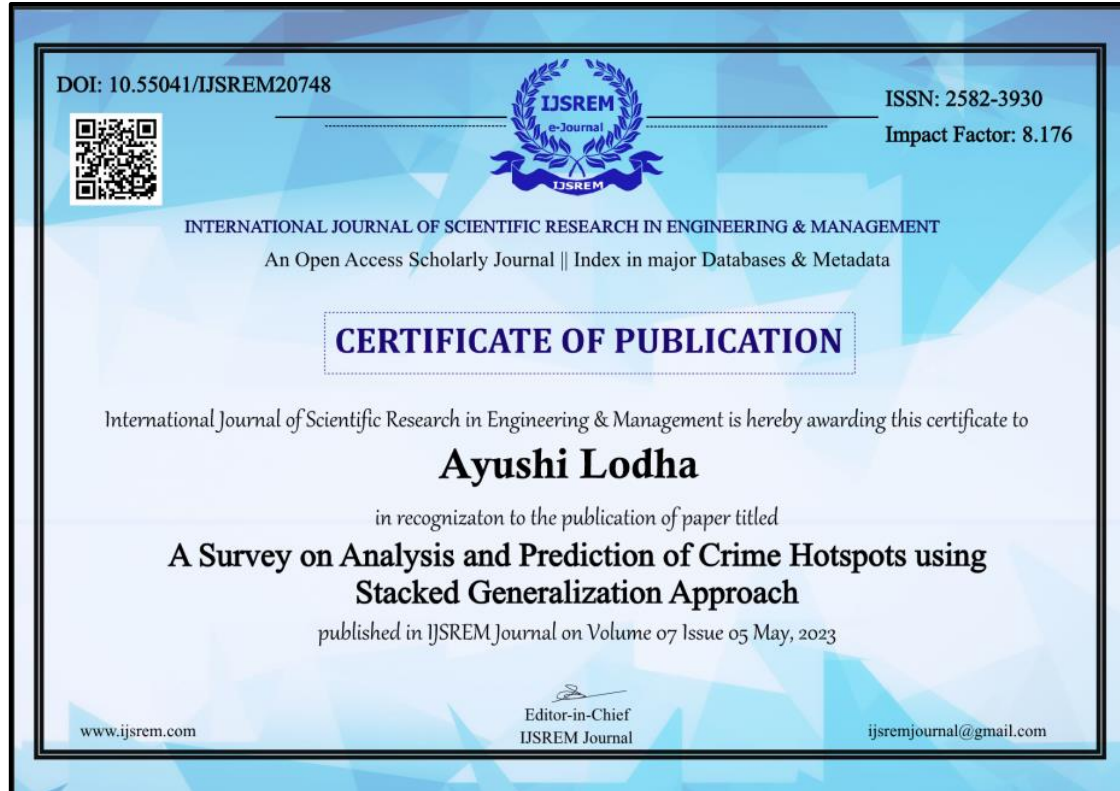 DOI: 10.55041/IJSREM20748
ISSN: 2582-3930
Impact Factor: 8.176
IJSREM
e-Journal
IJSREM
INTERNATIONAL JOURNAL OF SCIENTIFIC RESEARCH IN ENGINEERING & MANAGEMENT
An Open Access Scholarly Journal || Index in major Databases & Metadata
CERTIFICATE OF PUBLICATION
International Journal of Scientific Research in Engineering & Management is hereby awarding this certificate to
Ayushi Lodha
in recognizaton to the publication of paper titled
A Survey on Analysis and Prediction of Crime Hotspots using
Stacked Generalization Approach
published in IJSREM Journal on Volume 07 Issue 05 May, 2023
www.ijsrem.com
Editor-in-Chief
IJSREM Journal
ijsremjournal@gmail.com